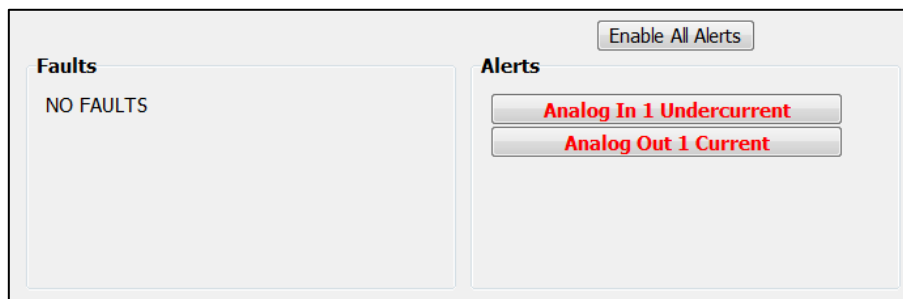 Enable All Alerts
Faults
NO FAULTS
Alerts
Analog In 1 Undercurrent
Analog Out 1 Current